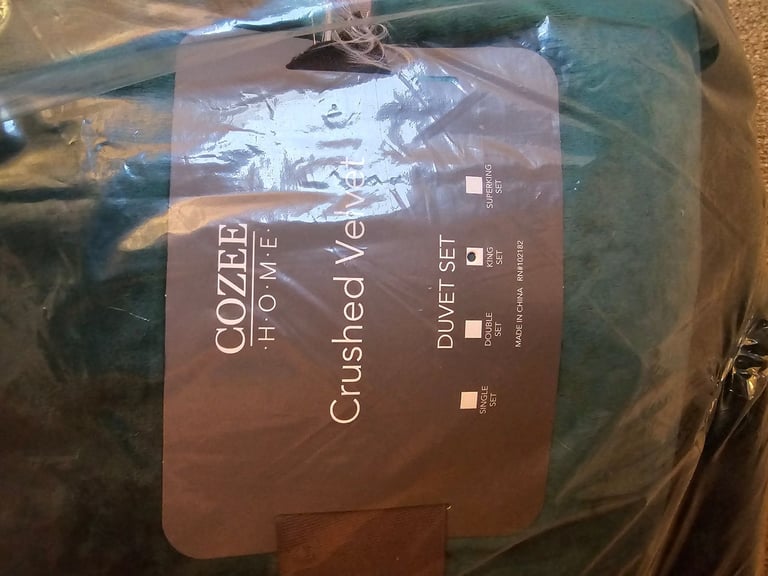 COZEE
·H·O·M·E·
Crushed Velvet
DUVET SET
SINGLE
SET
DOUBLE
SET
KING
SET
SUPERKING
SET
MADE IN CHINA RN#102182